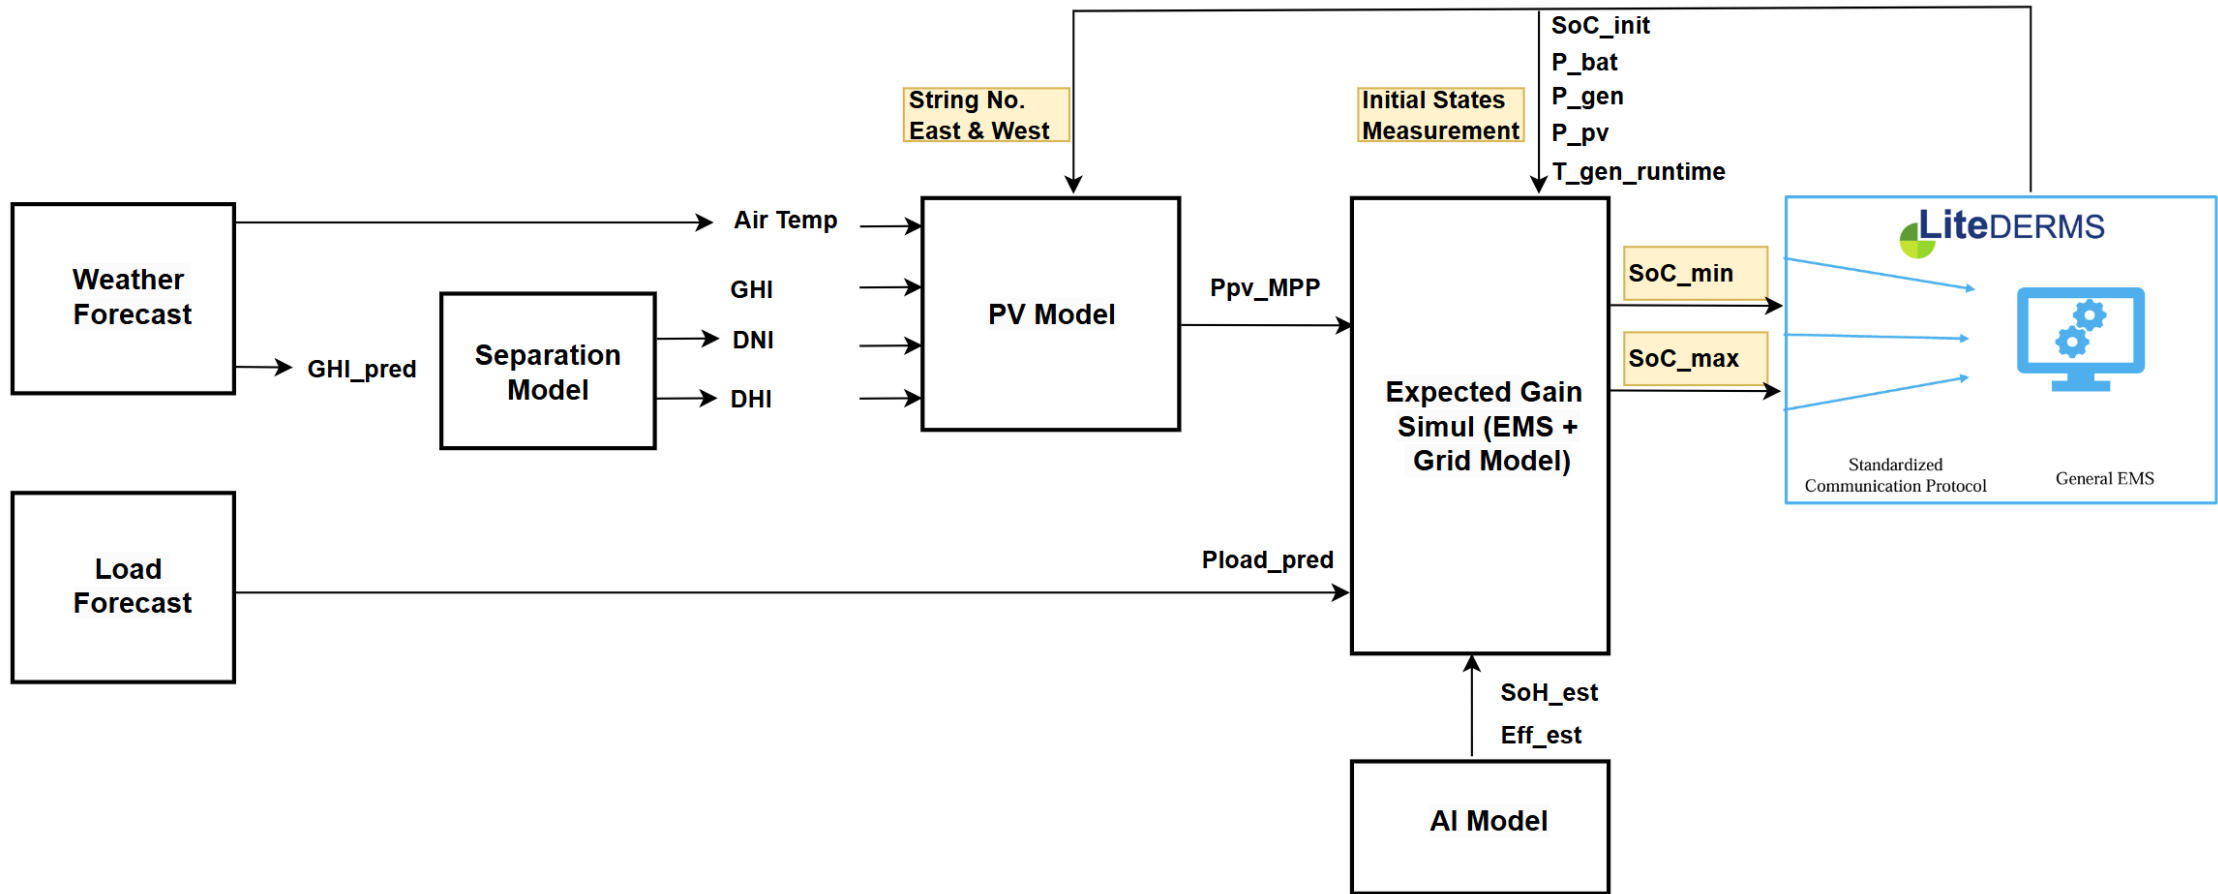 SoC_init
P_bat
P_gen
P_pv
T_gen_runtime
String No.
East & West
Initial States
Measurement
Weather
Forecast
Air Temp
GHI_pred
Separation
Model
GHI
DNI
DHI
PV Model
Ppv_MPP
Expected Gain
Simul (EMS +
Grid Model)
SoC_min
SoC_max
LiteDERMS
Standardized
Communication Protocol
General EMS
Load
Forecast
Pload_pred
SoH_est
Eff_est
AI Model